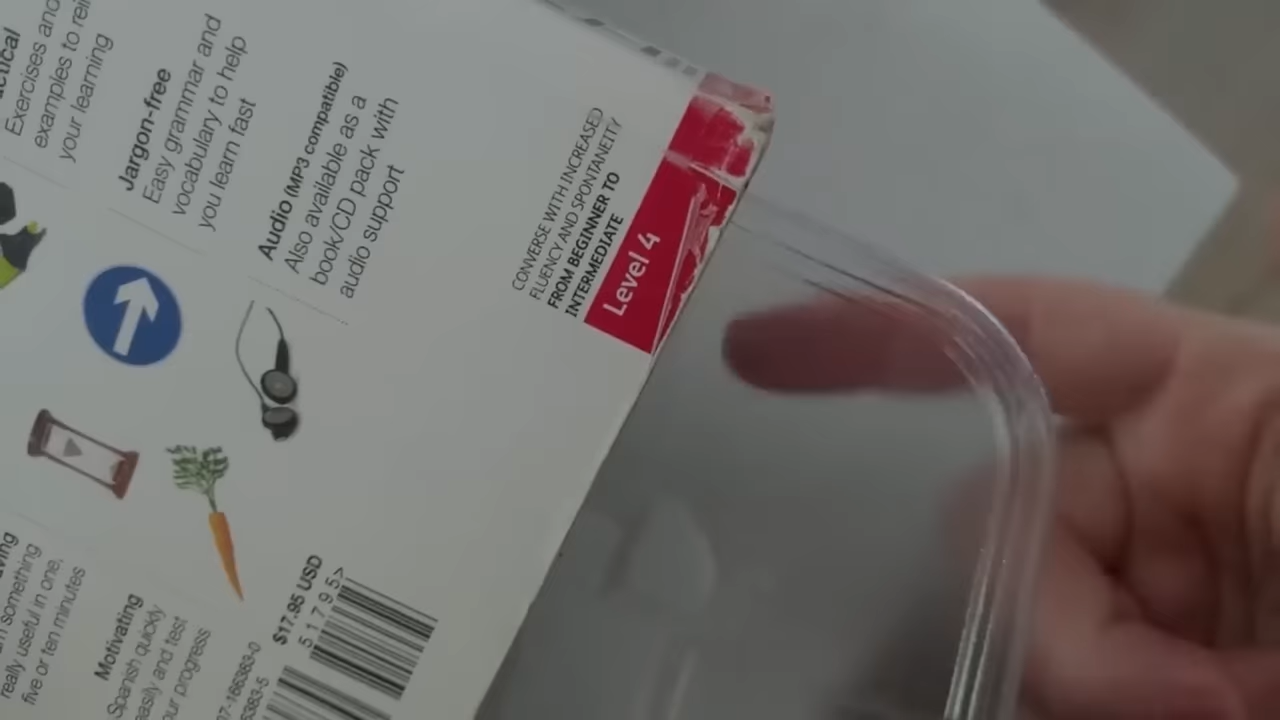 Exercises and
examples to
your learning
Jargon-free
Easy grammar and
vocabulary to help
you learn fast
Audio (MP3 compatible)
Also available as a
book/CD pack with
audio support
something
really useful in one,
five or ten minutes
Motivating
Spanish quickly
easily and test
progress
$17.95 USD
51795>
CONVERSE WITH INCREASED
FLUENCY AND SPONTANEITY
FROM BEGINNER TO
INTERMEDIATE
Level 4